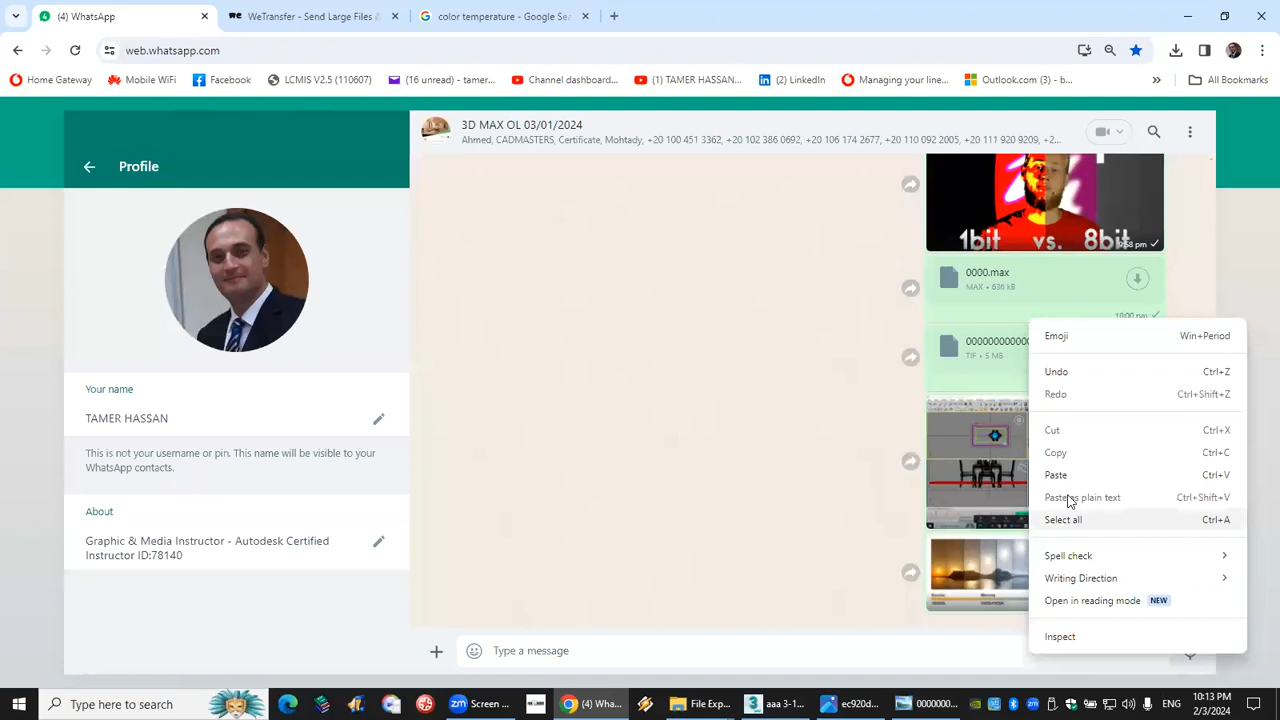 (4) WhatsApp
WeTransfer - Send Large Files &
color temperature - Google Sea
web.whatsapp.com
Home Gateway
Mobile WiFi
Facebook
LCMIS V2.5 (110607)
(16 unread) - tamer...
Channel dashboard...
(1) TAMER HASSAN...
(2) LinkedIn
Managing your line...
Outlook.com (3) - b...
All Bookmarks
Profile
3D MAX OL 03/01/2024
Ahmed, CADMASTERS, Certificate, Mohtady, +20 100 451 3362, +20 102 386 0692, +20 106 174 2677, +20 110 092 2005, +20 111 920 9209, +2...
1bit vs. 8bit
9:58 pm
0000.max
MAX • 636 kB
10:00 pm
TIF • 5 MB
Your name
TAMER HASSAN
This is not your username or pin. This name will be visible to your
WhatsApp contacts.
About
Graphic & Media Instructor - Autodesk Certified
Instructor ID:78140
Emoji Win+Period
Undo Ctrl+Z
Redo Ctrl+Shift+Z
Cut Ctrl+X
Copy Ctrl+C
Paste Ctrl+V
Paste as plain text Ctrl+Shift+V
Select all Ctrl+A
Spell check
Writing Direction
Open in reading mode NEW
Inspect
Type a message
Type here to search
Screen ...
(4) Wha...
File Exp...
aaa 3-1...
ec920d...
ENG
10:13 PM
2/3/2024